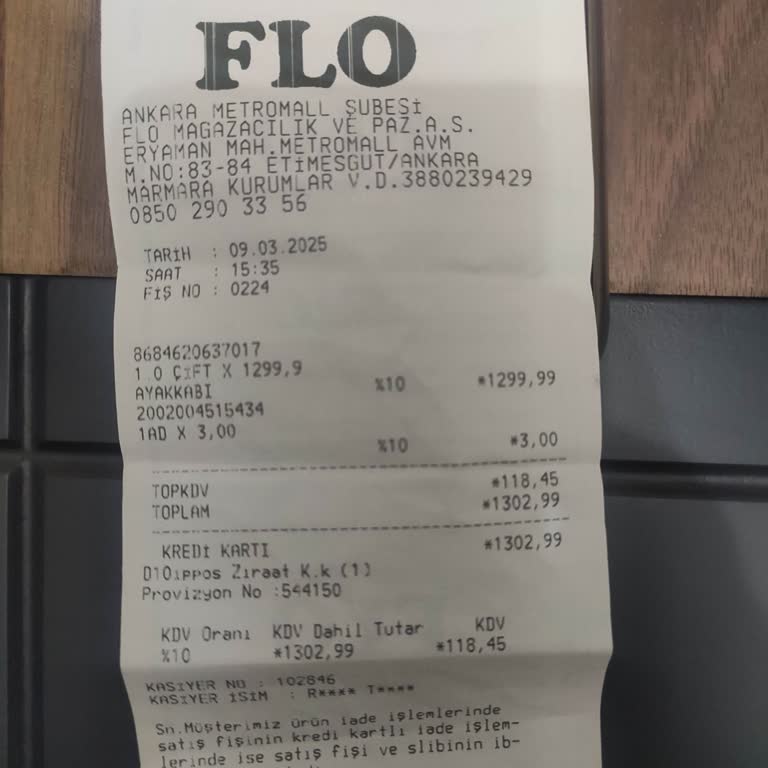 FLO
ANKARA METROMALL ŞUBESİ
FLO MAGAZACILIK VE PAZ.A.S.
ERYAMAN MAH.METROMALL AVM
M.NO:83-84 ETİMESGUT/ANKARA
MARMARA KURUMLAR V.D.3880239429
0850 290 33 56
TARİH : 09.03.2025
SAAT : 15:35
FİŞ NO : 0224
8684620637017
1.0 ÇİFT X 1299,9
AYAKKABI %10 *1299,99
2002004515434
1AD X 3,00
%10 *3,00
TOPKDV *118,45
TOPLAM *1302,99
KREDİ KARTI *1302,99
D10ippos Ziraat K.k (1)
Provizyon No :544150
KDV Oranı KDV Dahil Tutar KDV
%10 *1302,99 *118,45
KASİYER NO : 102846
KASİYER İSİM : R**** T****
Sn.Müşterimiz ürün iade işlemlerinde
satış fişinin kredi kartlı iade işlem-
lerinde ise satış fişi ve slibinin ib-